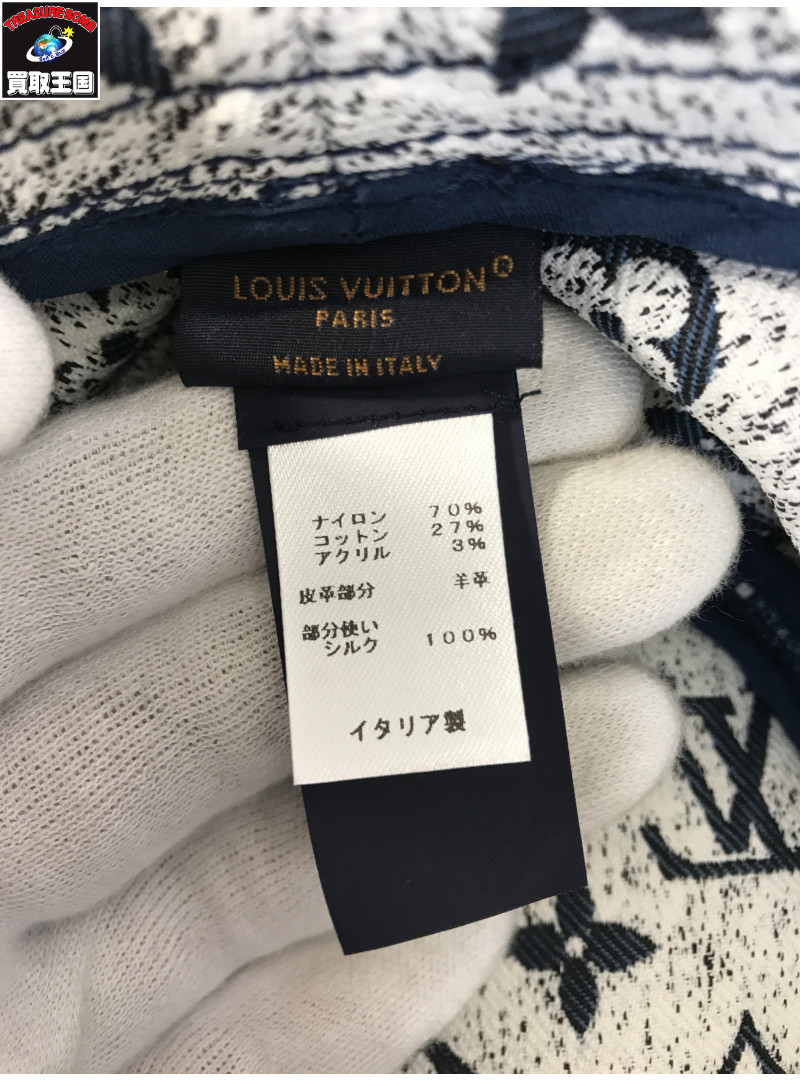 TREASURE BOMB
買取王国
LOUIS VUITTON®
PARIS
MADE IN ITALY
ナイロン 70%
コットン 27%
アクリル 3%
皮革部分 羊革
部分使い
シルク 100%
イタリア製
LV